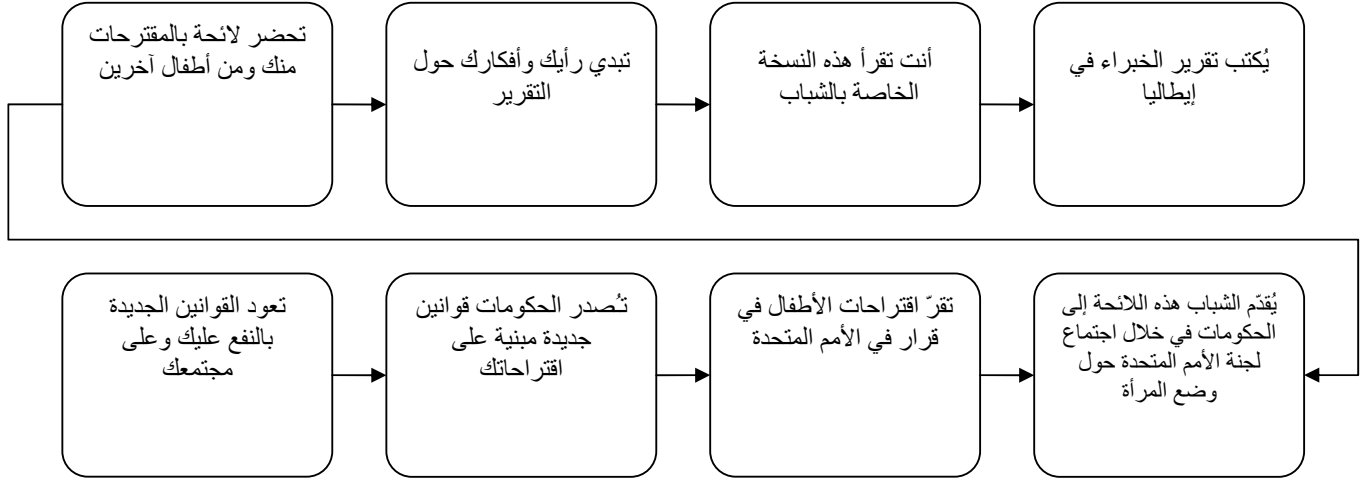 يُكتب تقرير الخبراء في
إيطاليا
أنت تقرأ هذه النسخة
الخاصة بالشباب
تبدي رأيك وأفكارك حول
التقرير
تحضر لائحة بالمقترحات
منك ومن أطفال آخرين
يُقدّم الشباب هذه اللائحة إلى
الحكومات في خلال اجتماع
لجنة الأمم المتحدة حول
وضع المرأة
تقرّ اقتراحات الأطفال في
قرار في الأمم المتحدة
تُصدر الحكومات قوانين
جديدة مبنية على
اقتراحاتك
تعود القوانين الجديدة
بالنفع عليك وعلى
مجتمعك